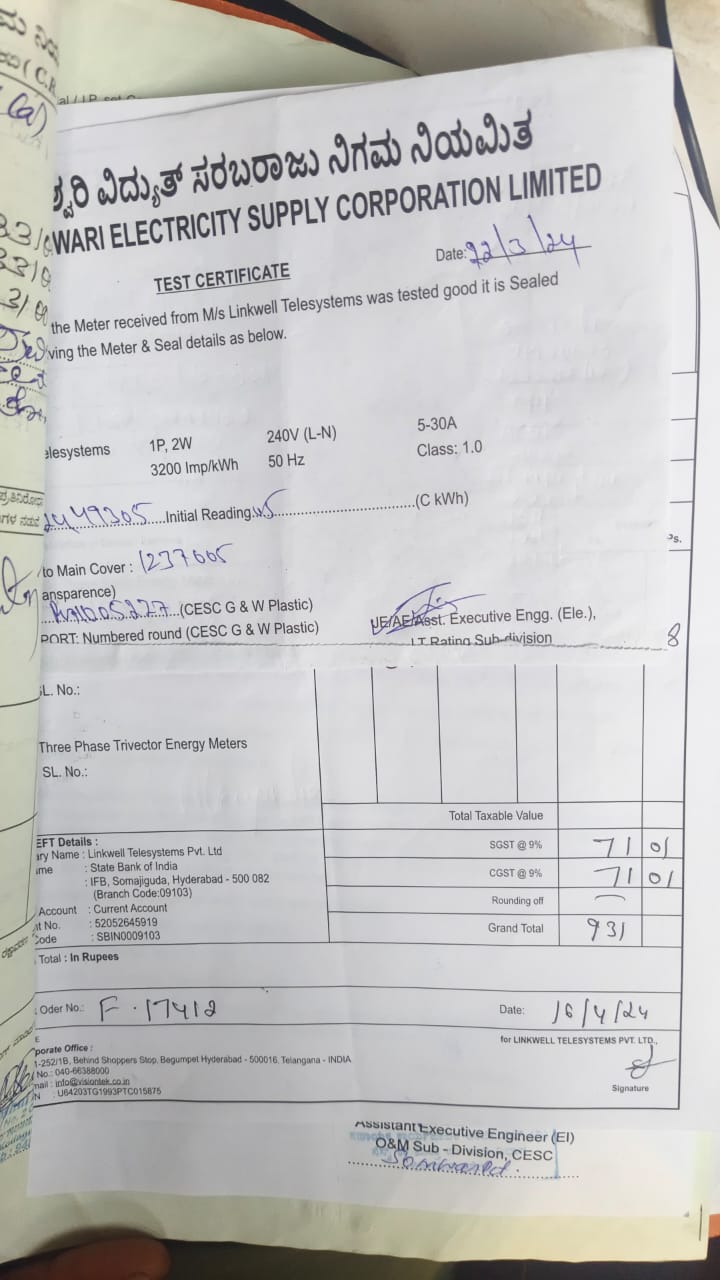 ಶ್ವರಿ ವಿದ್ಯುತ್ ಸರಬರಾಜು ನಿಗಮ ನಿಯಮಿತ
WARI ELECTRICITY SUPPLY CORPORATION LIMITED
Date: 22/3/24
TEST CERTIFICATE
the Meter received from M/s Linkwell Telesystems was tested good it is Sealed
ving the Meter & Seal details as below.
elesystems 1P, 2W 240V (L-N) 5-30A
3200 Imp/kWh 50 Hz Class: 1.0
Initial Reading (C kWh)
to Main Cover : 1237605
ansparence)
(CESC G & W Plastic)
PORT: Numbered round (CESC G & W Plastic)
JE/AE/Asst. Executive Engg. (Ele.),
LT Rating Sub-division
8
Ps.
SL. No.:
Three Phase Trivector Energy Meters
SL. No.:
Total Taxable Value
EFT Details :
SGST @ 9% 71 01
ary Name : Linkwell Telesystems Pvt. Ltd
ame : State Bank of India
CGST @ 9% 71 01
: IFB, Somajiguda, Hyderabad - 500 082
(Branch Code:09103)
Rounding off
Account : Current Account
nt No. : 52052645919
Grand Total 931
Code : SBIN0009103
Total : In Rupees
Oder No.: F-17412 Date: 16/4/24
for LINKWELL TELESYSTEMS PVT. LTD.,
porate Office :
1-252/1B, Behind Shoppers Stop, Begumpet Hyderabad - 500016. Telangana - INDIA
No.: 040-66388000
mail : info@visiontek.co.in
N : U64203TG1993PTC015875
Signature
Assistant Executive Engineer (El)
O&M Sub - Division, CESC